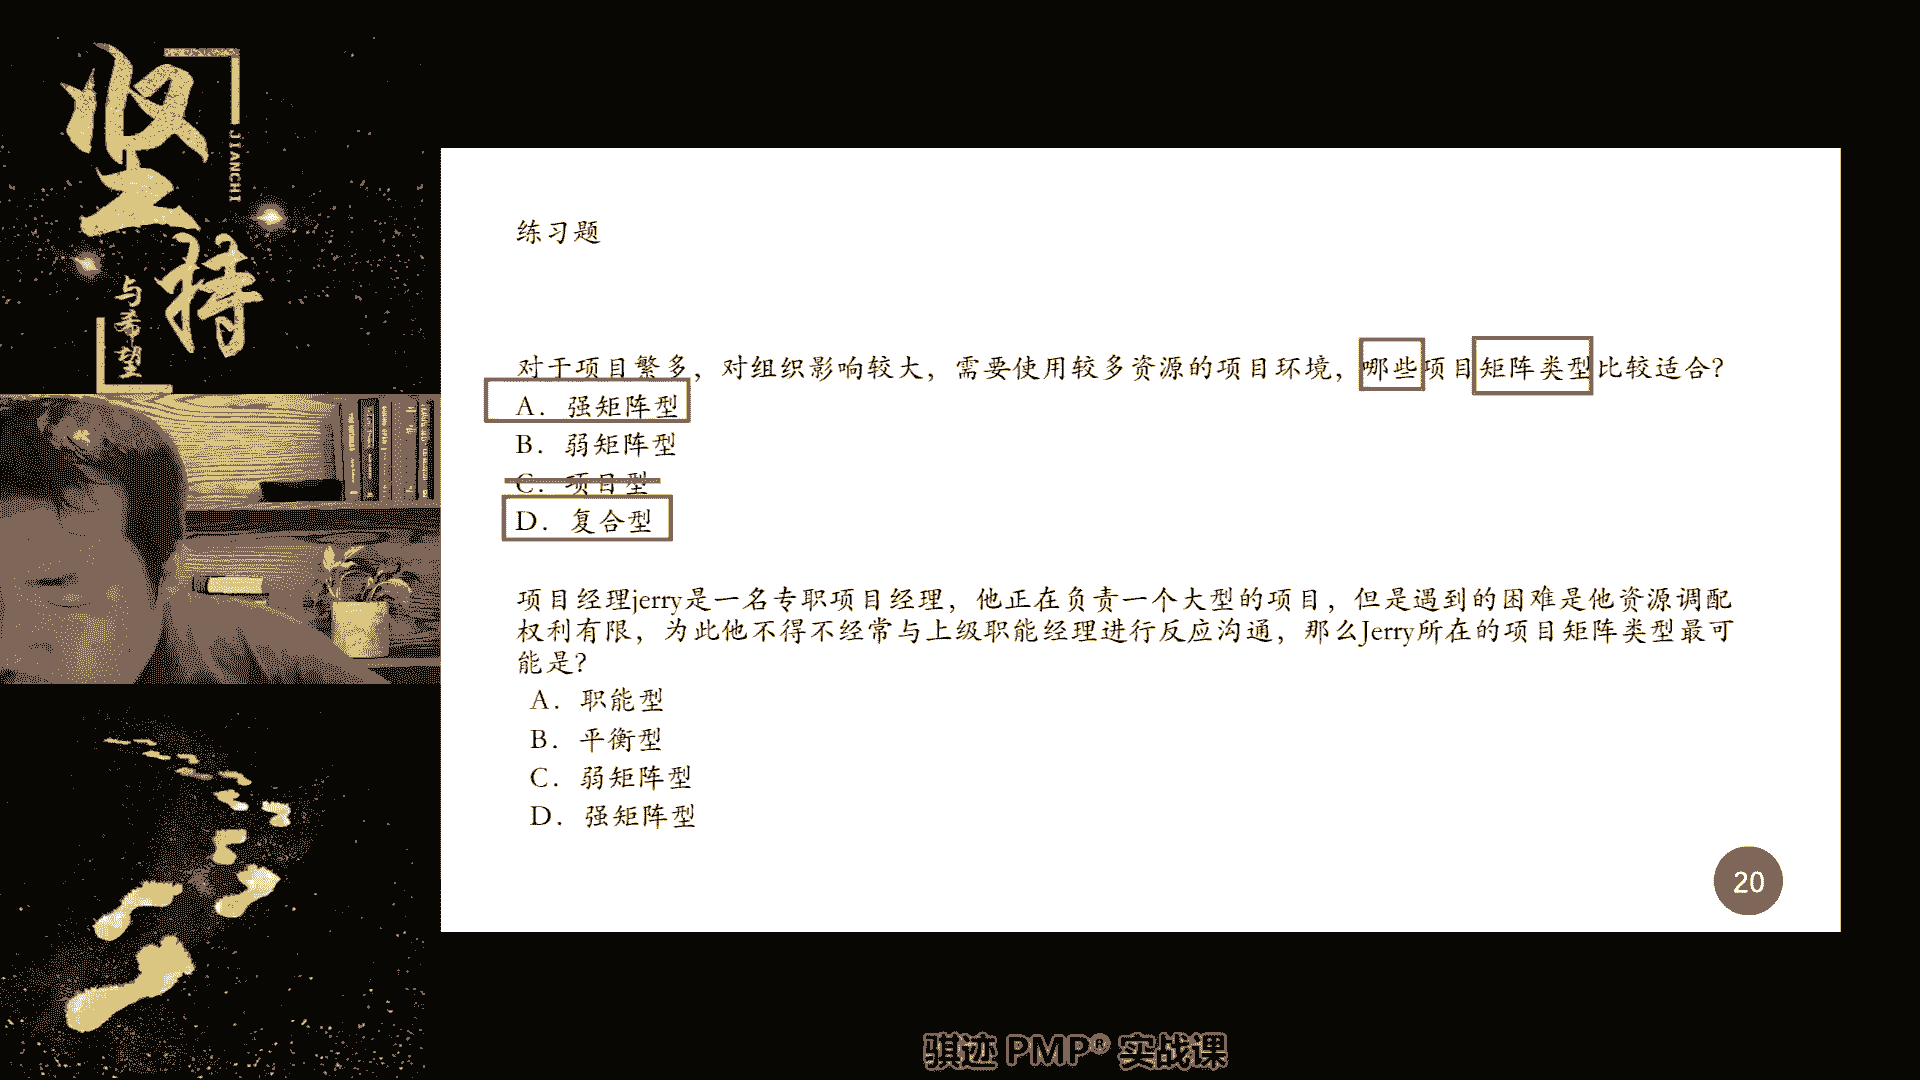 坚持
JIANCHI
与希望
练习题
对于项目繁多，对组织影响较大，需要使用较多资源的项目环境，哪些项目矩阵类型比较适合？
A. 强矩阵型
B. 弱矩阵型
C. 项目型
D. 复合型
项目经理jerry是一名专职项目经理，他正在负责一个大型的项目，但是遇到的困难是他资源调配
权利有限，为此他不得不经常与上级职能经理进行反应沟通，那么Jerry所在的项目矩阵类型最可
能是？
A. 职能型
B. 平衡型
C. 弱矩阵型
D. 强矩阵型
20
骐迹 PMP® 实战课